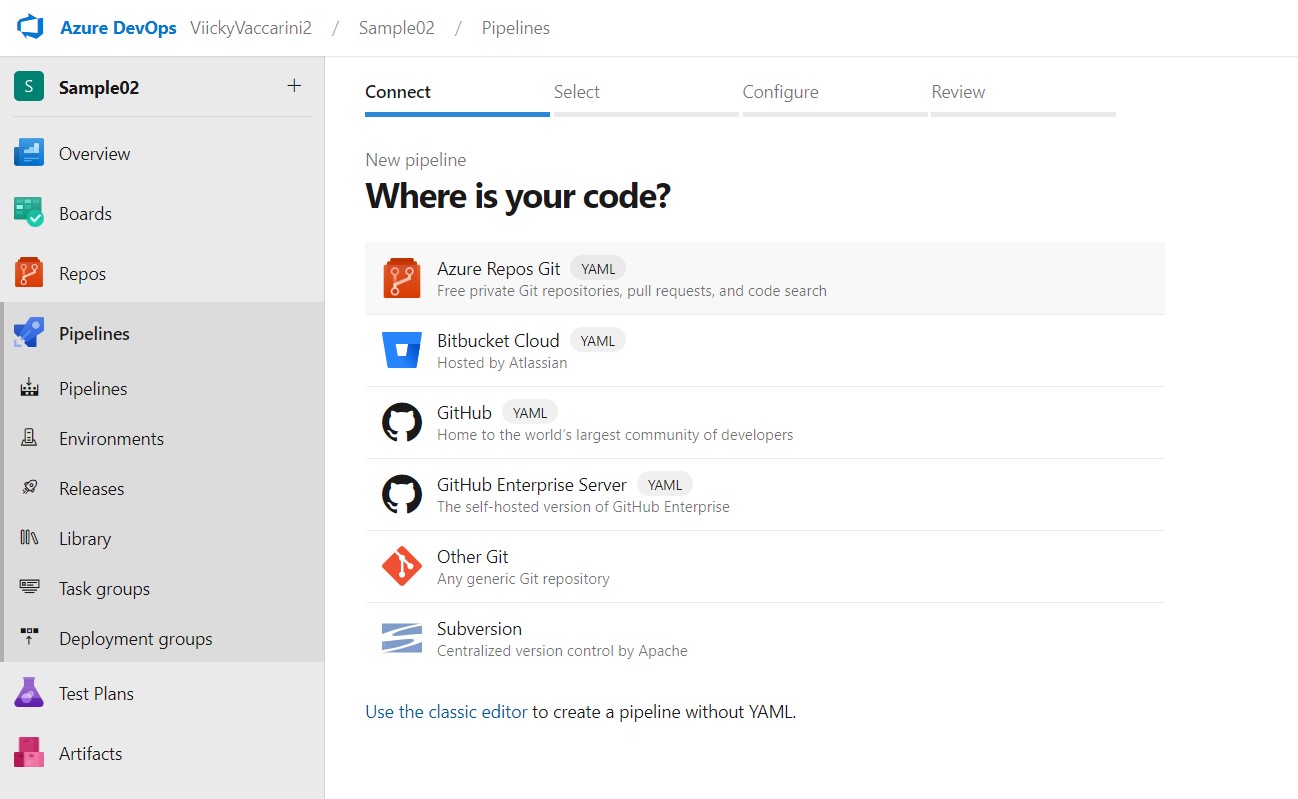 Azure DevOps ViickyVaccarini2 / Sample02 / Pipelines
S Sample02 +
Overview
Boards
Repos
Pipelines
Pipelines
Environments
Releases
Library
Task groups
Deployment groups
Test Plans
Artifacts
Connect Select Configure Review
New pipeline
Where is your code?
Azure Repos Git YAML
Free private Git repositories, pull requests, and code search
Bitbucket Cloud YAML
Hosted by Atlassian
GitHub YAML
Home to the world's largest community of developers
GitHub Enterprise Server YAML
The self-hosted version of GitHub Enterprise
Other Git
Any generic Git repository
Subversion
Centralized version control by Apache
Use the classic editor to create a pipeline without YAML.